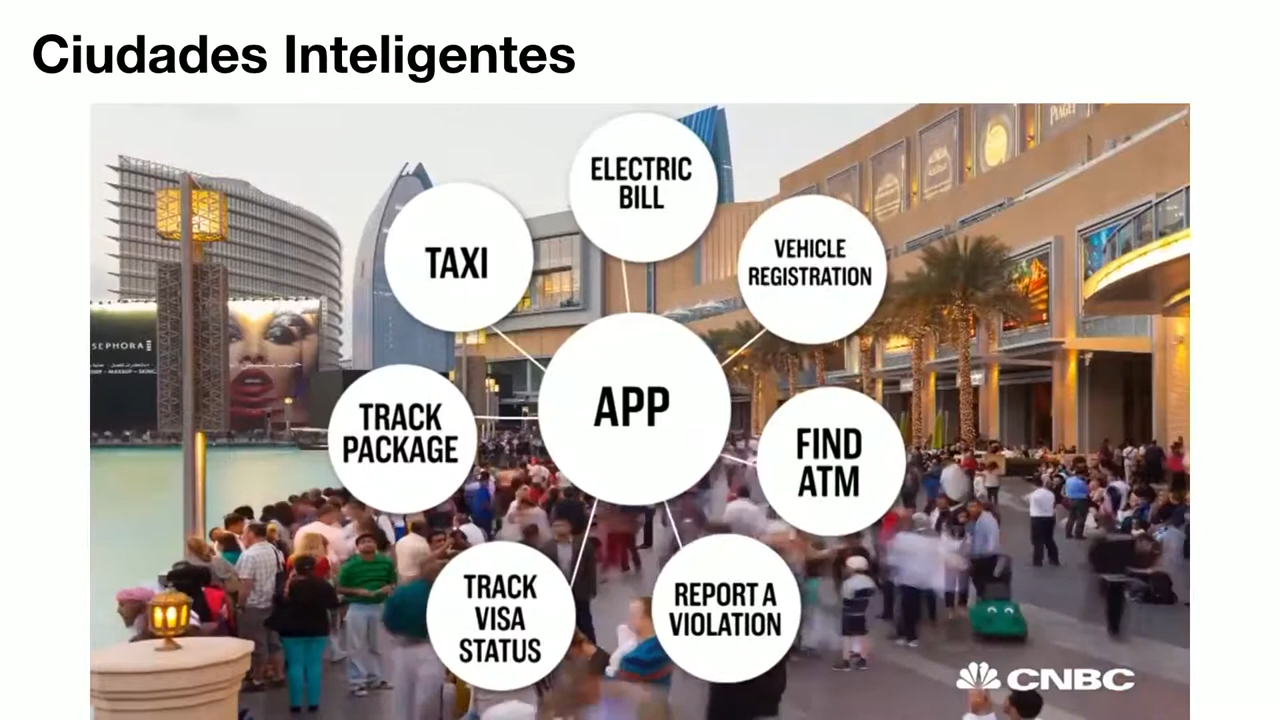 Ciudades Inteligentes
ELECTRIC
BILL
TAXI
VEHICLE
REGISTRATION
APP
TRACK
PACKAGE
FIND
ATM
TRACK
VISA
STATUS
REPORT A
VIOLATION
SEPHORA
PIAGET
CNBC